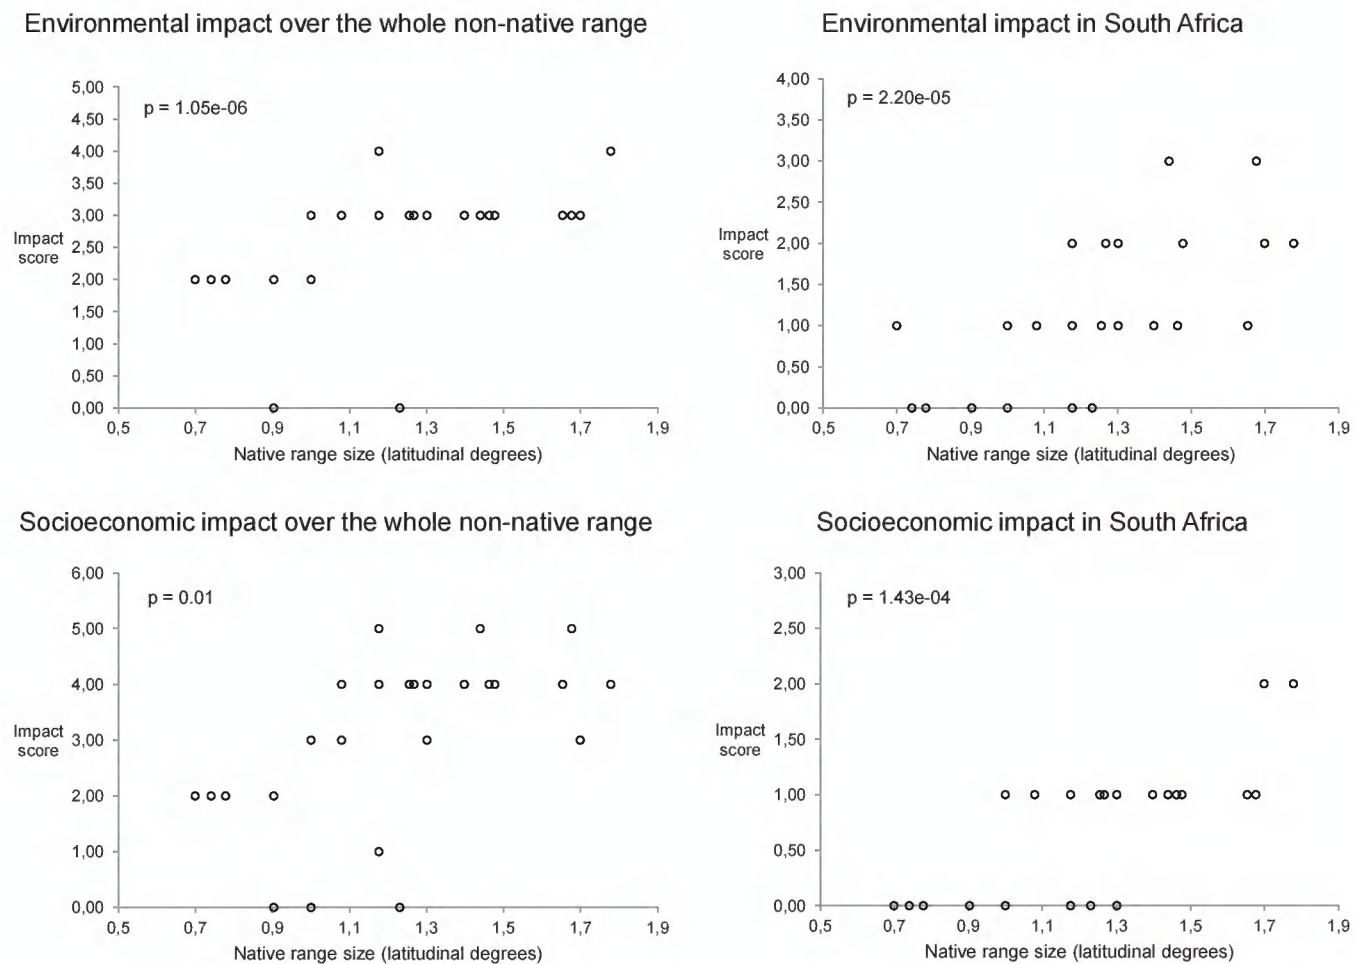 Environmental impact over the whole non-native range
p = 1.05e-06
5,00
4,50
4,00
3,50
3,00
2,50
2,00
1,50
1,00
0,50
0,00
Impact
score
0,5 0,7 0,9 1,1 1,3 1,5 1,7 1,9
Native range size (latitudinal degrees)
Environmental impact in South Africa
p = 2.20e-05
4,00
3,50
3,00
2,50
2,00
1,50
1,00
0,50
0,00
Impact
score
0,5 0,7 0,9 1,1 1,3 1,5 1,7 1,9
Native range size (latitudinal degrees)
Socioeconomic impact over the whole non-native range
p = 0.01
6,00
5,00
4,00
3,00
2,00
1,00
0,00
Impact
score
0,5 0,7 0,9 1,1 1,3 1,5 1,7 1,9
Native range size (latitudinal degrees)
Socioeconomic impact in South Africa
p = 1.43e-04
3,00
2,50
2,00
1,50
1,00
0,50
0,00
Impact
score
0,5 0,7 0,9 1,1 1,3 1,5 1,7 1,9
Native range size (latitudinal degrees)